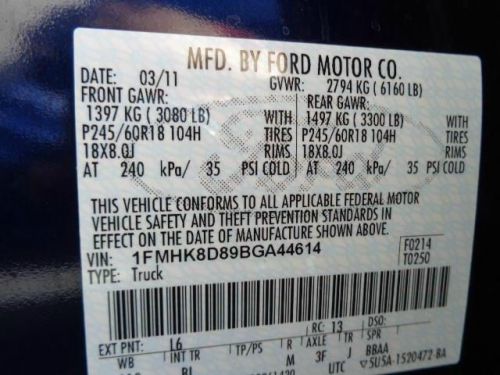 MFD. BY FORD MOTOR CO.
DATE: 03/11 GVWR: 2794 KG ( 6160 LB)
FRONT GAWR: REAR GAWR:
1397 KG ( 3080 LB) WITH 1497 KG ( 3300 LB) WITH
P245/60R18 104H TIRES P245/60R18 104H TIRES
18X8.0J RIMS 18X8.0J RIMS
AT 240 kPa/ 35 PSI COLD AT 240 kPa/ 35 PSI COLD
THIS VEHICLE CONFORMS TO ALL APPLICABLE FEDERAL MOTOR
VEHICLE SAFETY AND THEFT PREVENTION STANDARDS IN
EFFECT ON THE DATE OF MANUFACTURE SHOWN ABOVE.
VIN: 1FMHK8D89BGA44614 F0214
TYPE: Truck T0250
EXT PNT: L6 RC: 13 DSO:
WB INT TR TP/PS R AXLE TR SPR
M 3F J BBAA
UTC 5U5A-1520472-BA